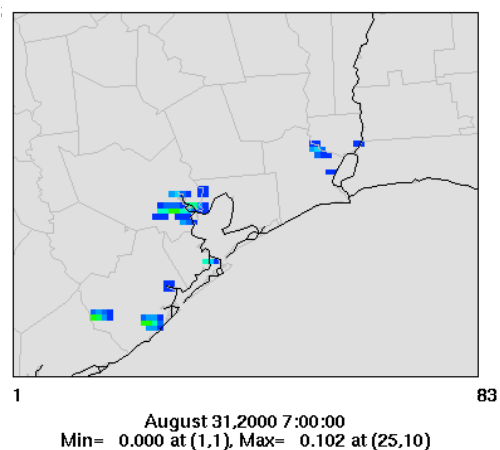 1 83
August 31,2000 7:00:00
Min= 0.000 at (1,1), Max= 0.102 at (25,10)